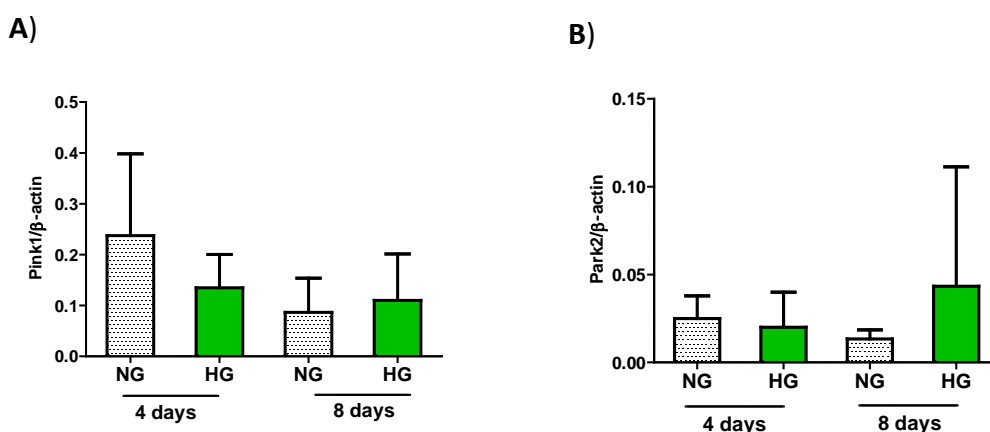 A)
Pink1/β-actin
0.5
0.4
0.3
0.2
0.1
0.0
NG HG NG HG
4 days 8 days
B)
Park2/β-actin
0.15
0.10
0.05
0.00
NG HG NG HG
4 days 8 days